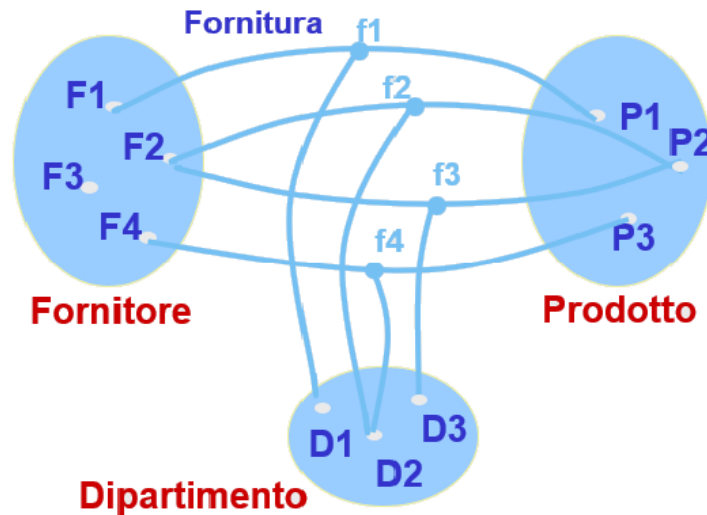 Fornitura
f1
F1
f2
P1
F2
P2
F3
f3
F4
f4
P3
Fornitore
Prodotto
D1
D2
D3
Dipartimento